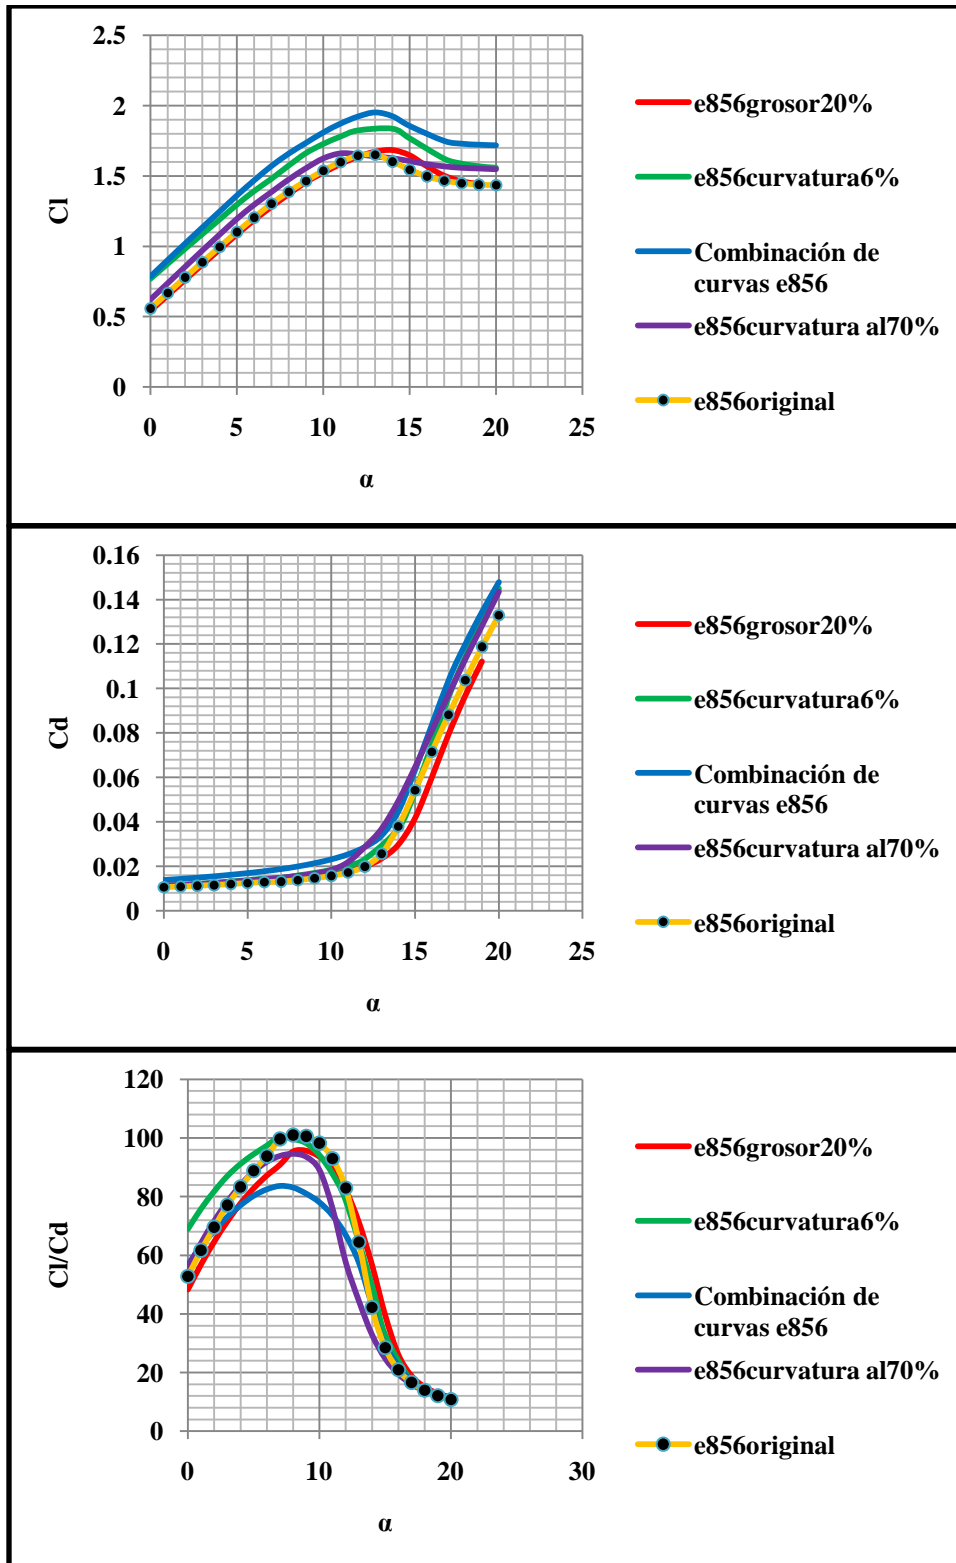 2.5
2
1.5
1
0.5
0
Cl
0 5 10 15 20 25
α
e856grosor20%
e856curvatura6%
Combinación de
curvas e856
e856curvatura al70%
e856original
0.16
0.14
0.12
0.1
0.08
0.06
0.04
0.02
0
Cd
0 5 10 15 20 25
α
e856grosor20%
e856curvatura6%
Combinación de
curvas e856
e856curvatura al70%
e856original
120
100
80
60
40
20
0
Cl/Cd
0 10 20 30
α
e856grosor20%
e856curvatura6%
Combinación de
curvas e856
e856curvatura al70%
e856original